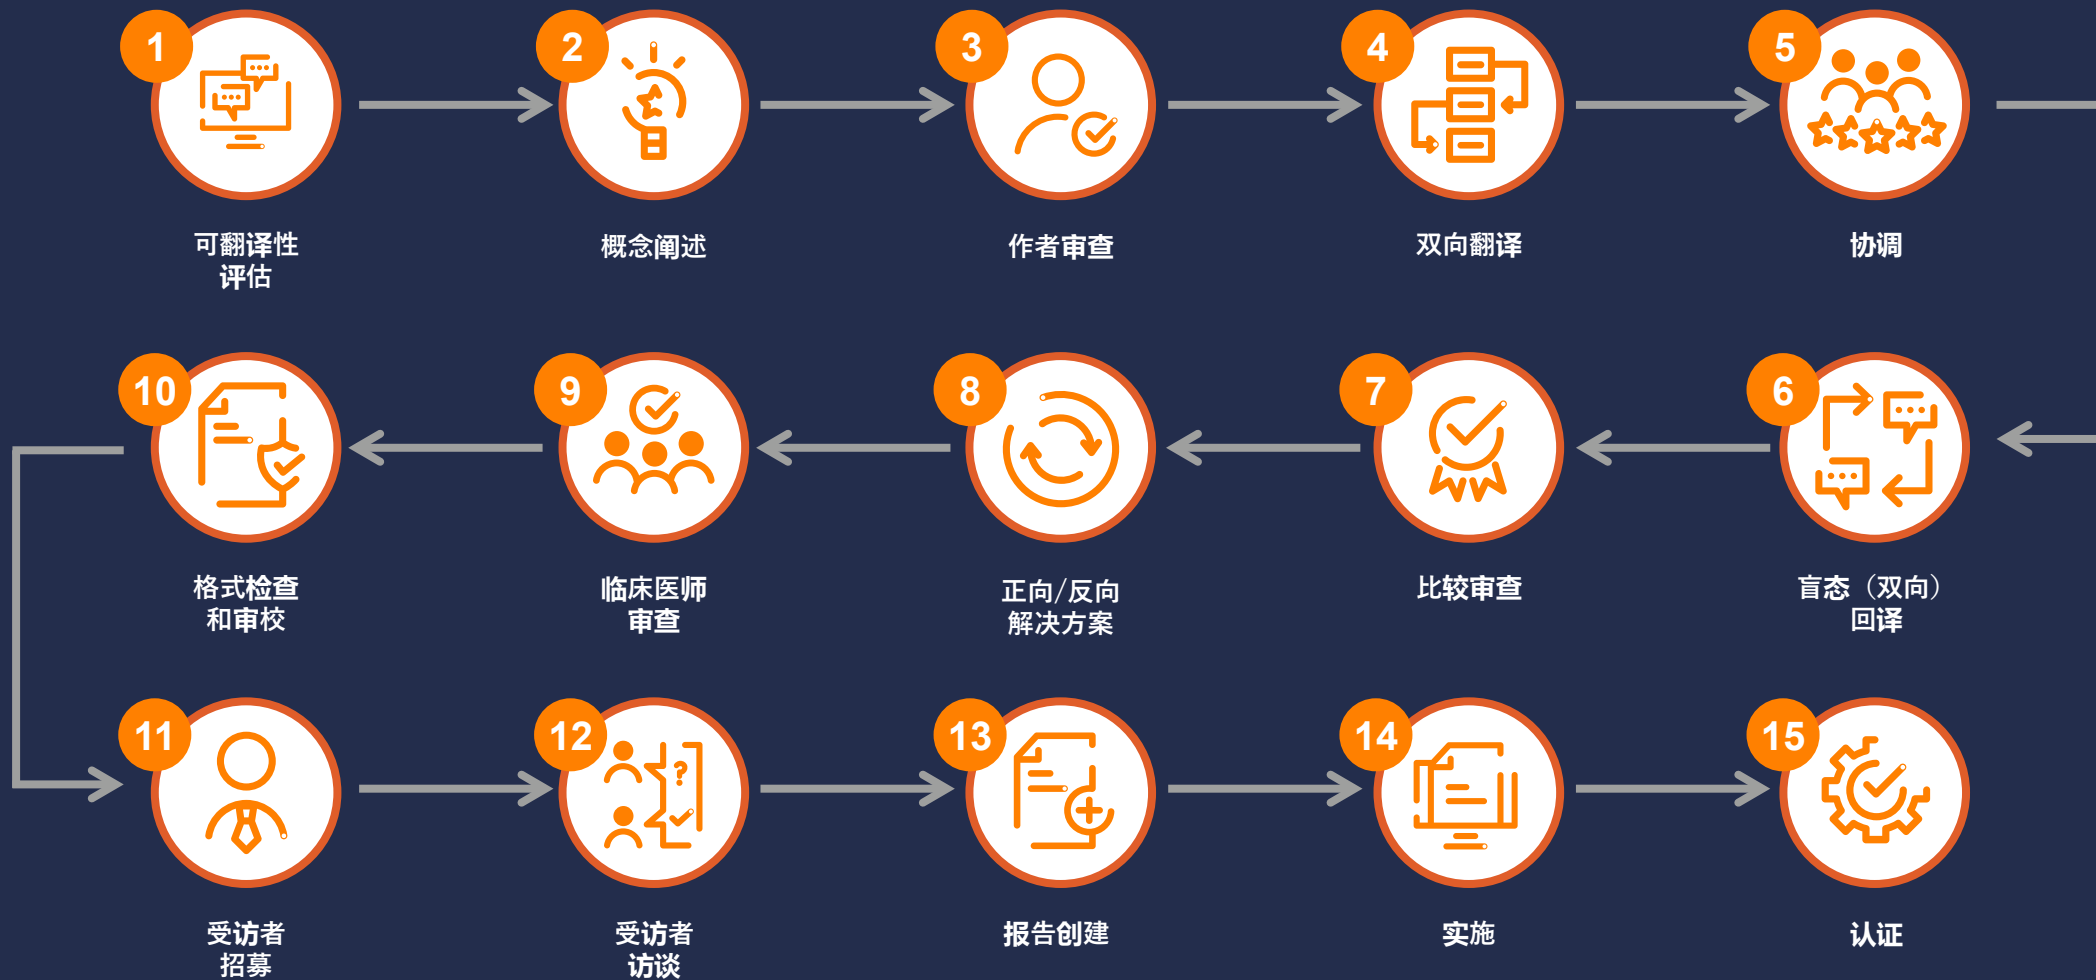 1
可翻译性
评估
2
概念阐述
3
作者审查
4
双向翻译
5
协调
6
盲态（双向）
回译
7
比较审查
8
正向/反向
解决方案
9
临床医师
审查
10
格式检查
和审校
11
受访者
招募
12
受访者
访谈
?
13
报告创建
14
实施
15
认证